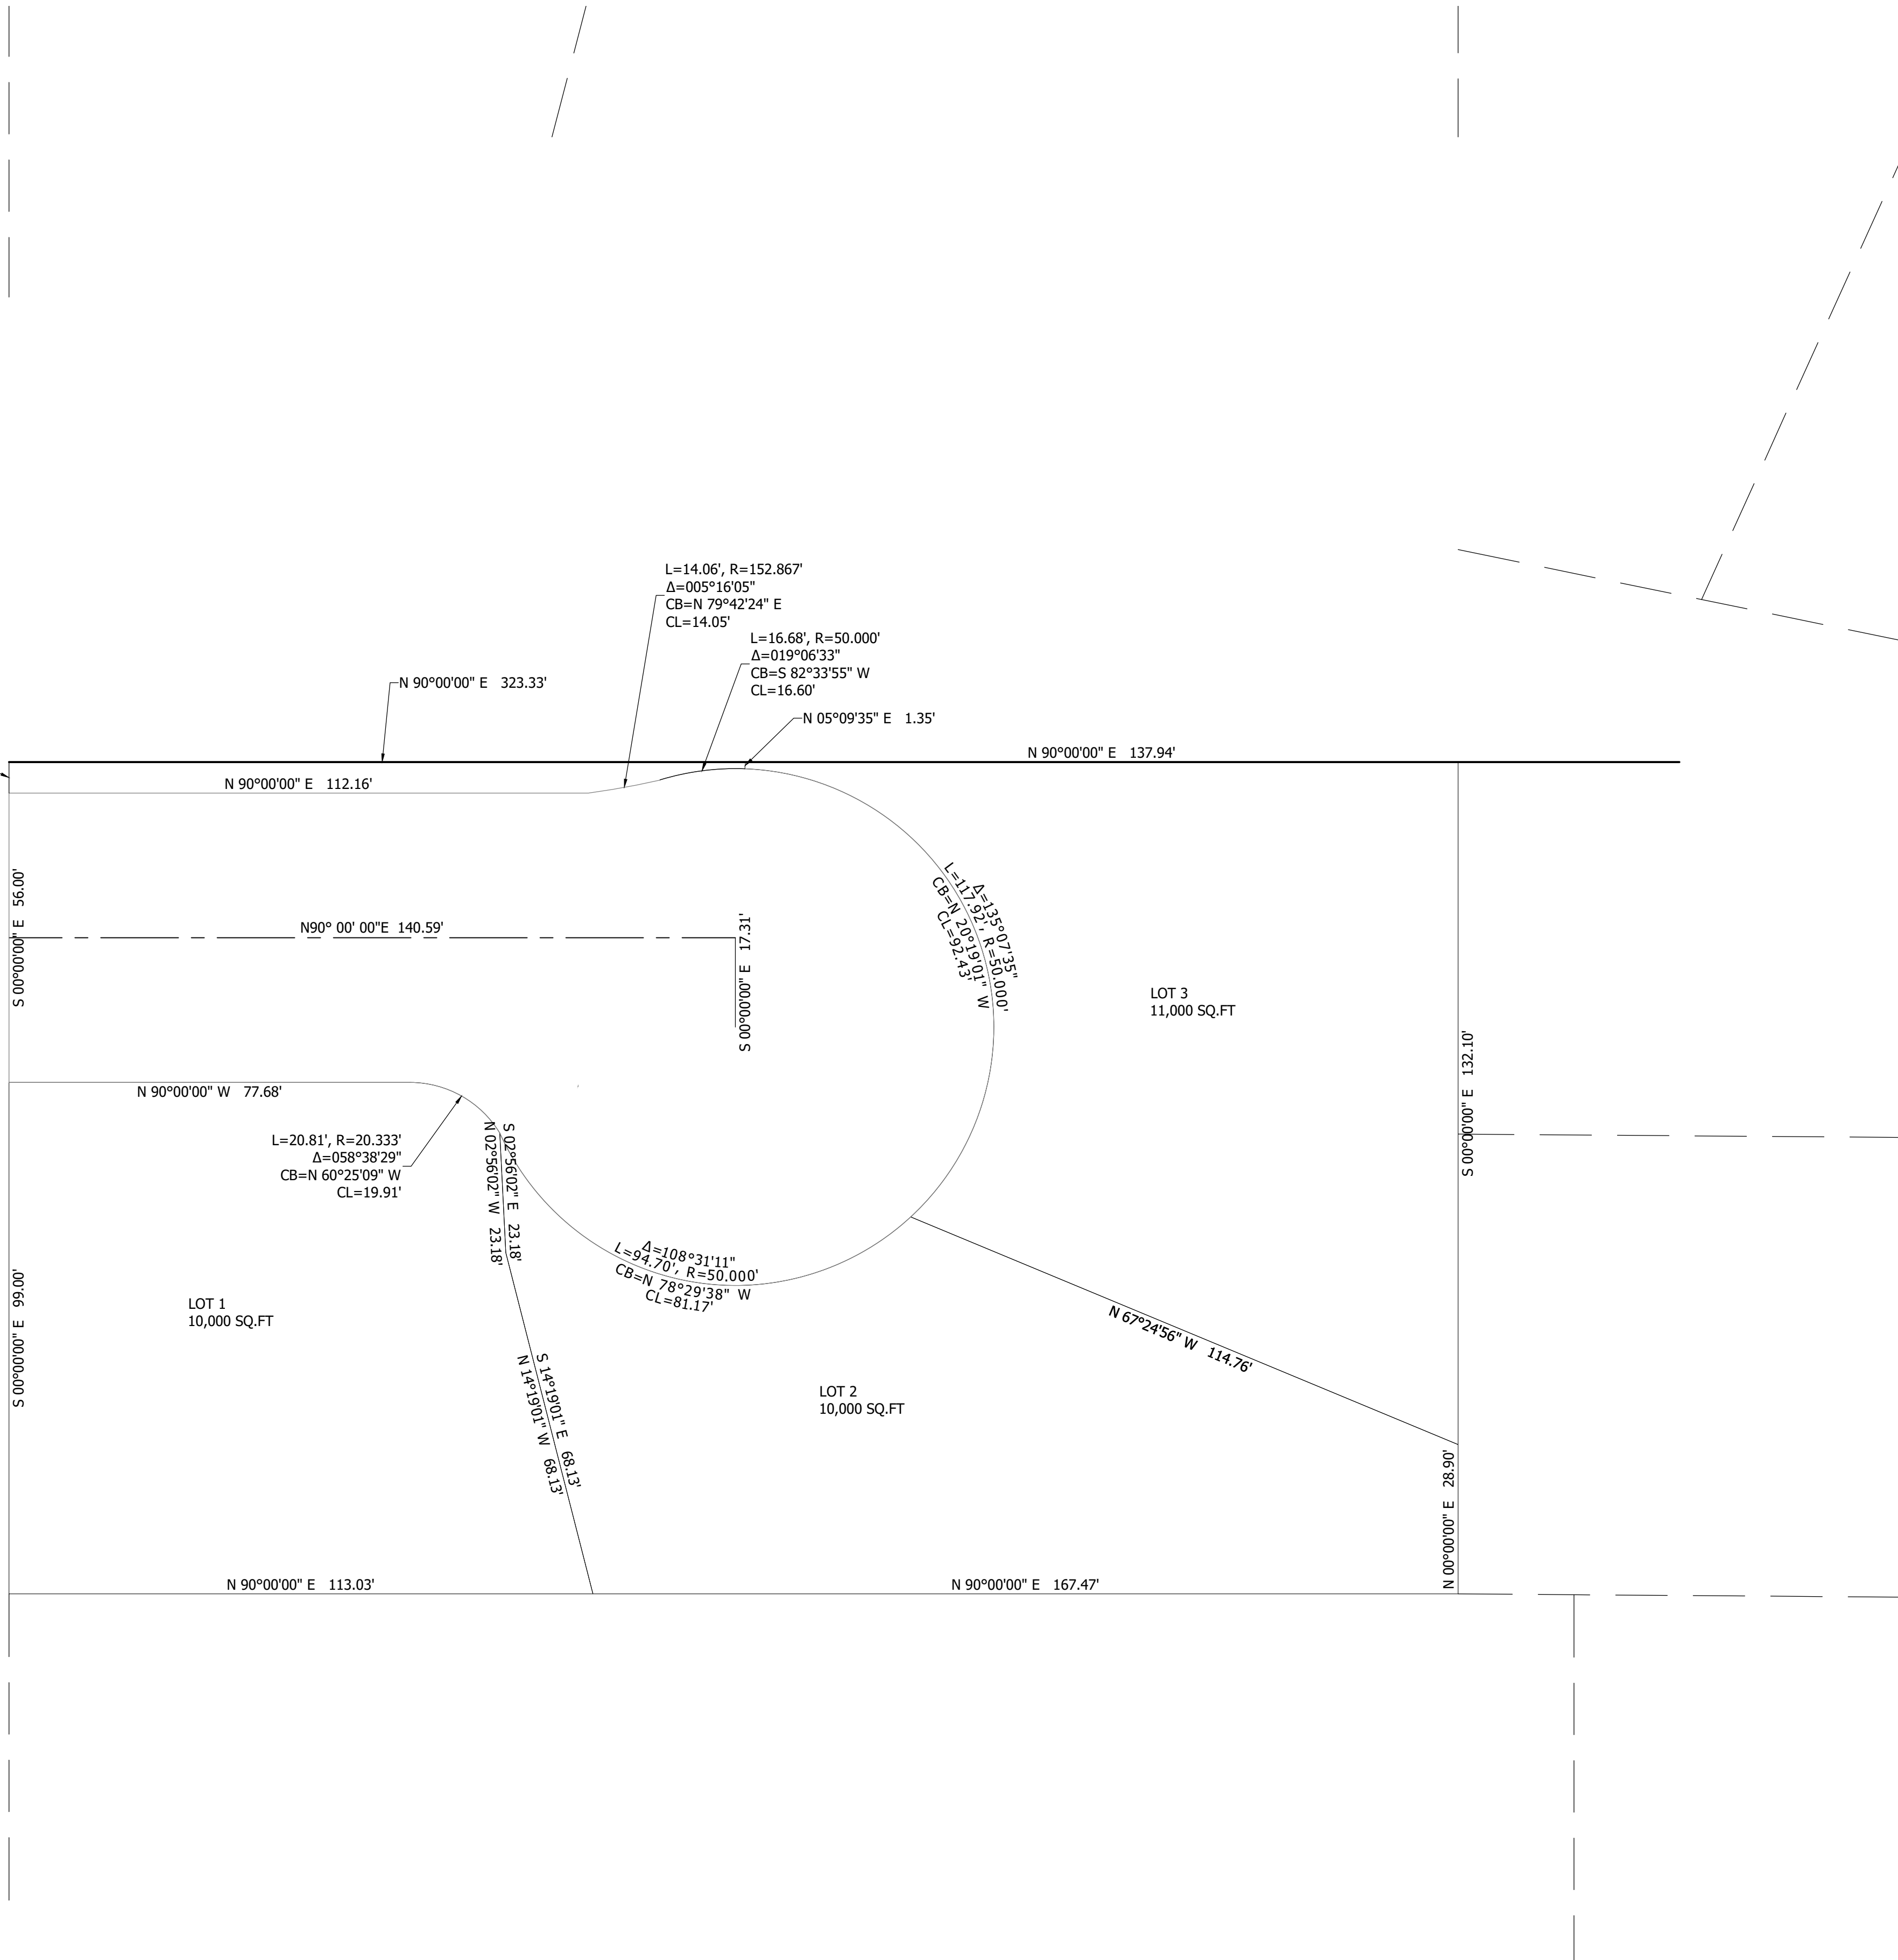 L=14.06', R=152.867'
Δ=005°16'05"
CB=N 79°42'24" E
CL=14.05'
L=16.68', R=50.000'
Δ=019°06'33"
CB=S 82°33'55" W
CL=16.60'
N 90°00'00" E 323.33'
N 05°09'35" E 1.35'
N 90°00'00" E 137.94'
N 90°00'00" E 112.16'
S 00°00'00" E 56.00'
N90° 00' 00"E 140.59'
S 00°00'00" E 17.31'
Δ=135°07'35"
L=117.92', R=50.000'
CB=N 20°19'01" W
CL=92.43'
LOT 3
11,000 SQ.FT
S 00°00'00" E 132.10'
N 90°00'00" W 77.68'
L=20.81', R=20.333'
Δ=058°38'29"
CB=N 60°25'09" W
CL=19.91'
S 02°56'02" E 23.18'
N 02°56'02" W 23.18'
Δ=108°31'11"
L=94.70', R=50.000'
CB=N 78°29'38" W
CL=81.17'
S 00°00'00" E 99.00'
LOT 1
10,000 SQ.FT
S 14°19'01" E 68.13'
N 14°19'01" W 68.13'
N 67°24'56" W 114.76'
LOT 2
10,000 SQ.FT
N 00°00'00" E 28.90'
N 90°00'00" E 113.03'
N 90°00'00" E 167.47'